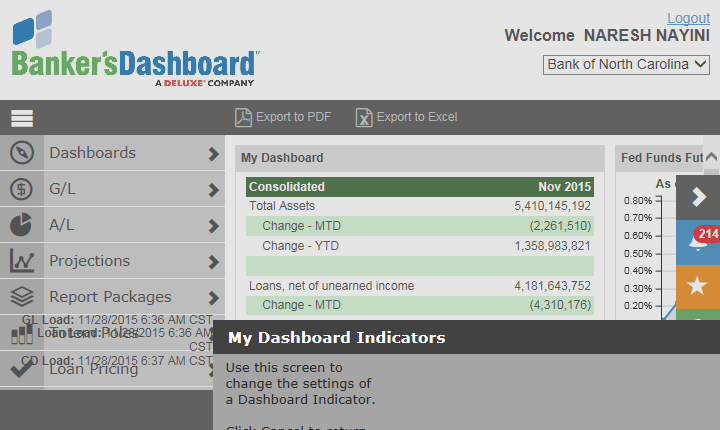 Logout
Welcome NARESH NAYINI
Banker'sDashboard™
A DELUXE® COMPANY
Bank of North Carolina
Export to PDF
Export to Excel
Dashboards
G/L
A/L
Projections
Report Packages
GL Load: 11/28/2015 6:36 AM CST
Loan Load: 11/28/2015 6:36 AM
CST
CD Load: 11/28/2015 6:37 AM CST
Loan Pricing
My Dashboard
Consolidated Nov 2015
Total Assets 5,410,145,192
Change - MTD (2,261,510)
Change - YTD 1,358,983,821
Loans, net of unearned income 4,181,643,752
Change - MTD (4,310,176)
Fed Funds Fut
As
0.80%
0.70%
0.60%
0.50%
0.40%
0.30%
0.20%
214
My Dashboard Indicators
Use this screen to
change the settings of
a Dashboard Indicator.
Click Cancel to return